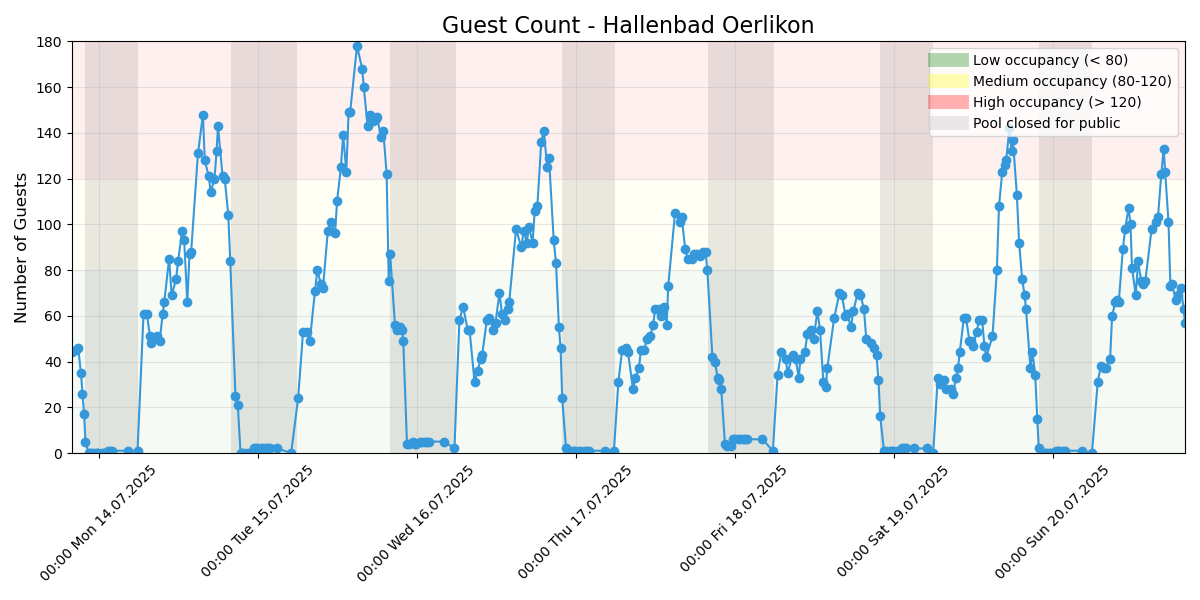 Guest Count - Hallenbad Oerlikon
Number of Guests
180
160
140
120
100
80
60
40
20
0
Low occupancy (< 80)
Medium occupancy (80-120)
High occupancy (> 120)
Pool closed for public
00:00 Mon 14.07.2025
00:00 Tue 15.07.2025
00:00 Wed 16.07.2025
00:00 Thu 17.07.2025
00:00 Fri 18.07.2025
00:00 Sat 19.07.2025
00:00 Sun 20.07.2025